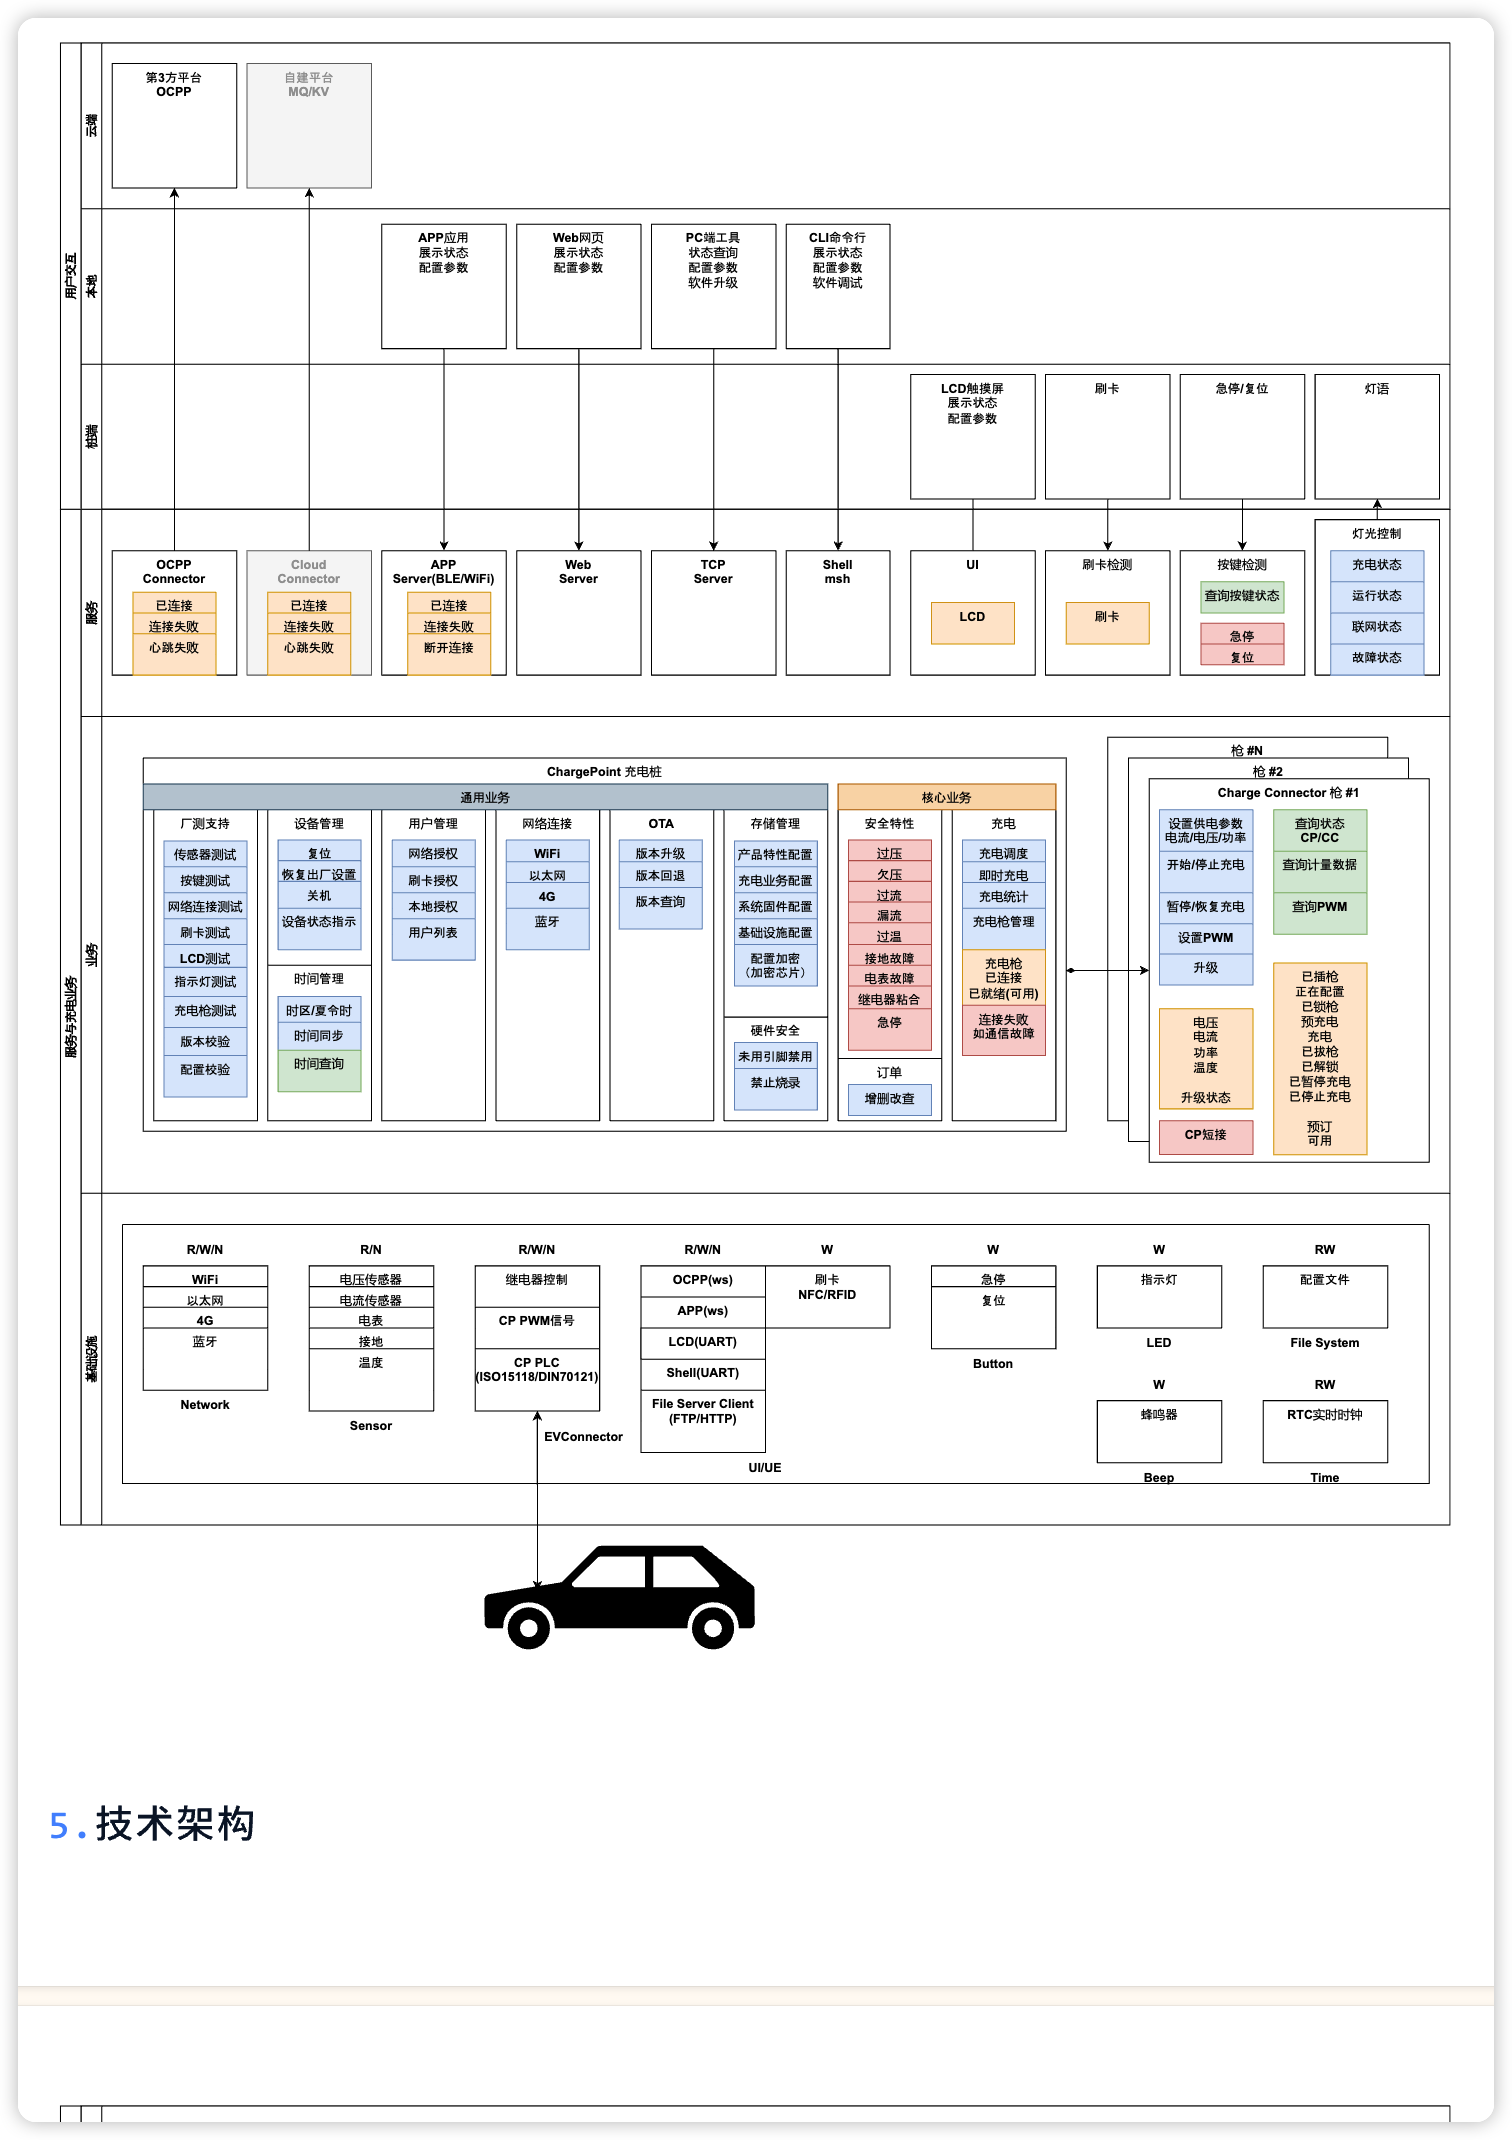 用户交互
云端
第3方平台
OCPP
自建平台
MQ/KV
本地
APP应用
展示状态
配置参数
Web网页
展示状态
配置参数
PC端工具
状态查询
配置参数
软件升级
CLI命令行
展示状态
配置参数
软件调试
桩端
LCD触摸屏
展示状态
配置参数
刷卡
急停/复位
灯语
服务与充电业务
服务
OCPP
Connector
已连接
连接失败
心跳失败
Cloud
Connector
已连接
连接失败
心跳失败
APP
Server(BLE/WiFi)
已连接
连接失败
断开连接
Web
Server
TCP
Server
Shell
msh
UI
LCD
刷卡检测
刷卡
按键检测
查询按键状态
急停
复位
灯光控制
充电状态
运行状态
联网状态
故障状态
业务
ChargePoint 充电桩
通用业务
核心业务
厂测支持
传感器测试
按键测试
网络连接测试
刷卡测试
LCD测试
指示灯测试
充电枪测试
版本校验
配置校验
设备管理
复位
恢复出厂设置
关机
设备状态指示
时间管理
时区/夏令时
时间同步
时间查询
用户管理
网络授权
刷卡授权
本地授权
用户列表
网络连接
WiFi
以太网
4G
蓝牙
OTA
版本升级
版本回退
版本查询
存储管理
产品特性配置
充电业务配置
系统固件配置
基础设施配置
配置加密
（加密芯片）
硬件安全
未用引脚禁用
禁止烧录
安全特性
过压
欠压
过流
漏流
过温
接地故障
电表故障
继电器粘合
急停
订单
增删改查
充电
充电调度
即时充电
充电统计
充电枪管理
充电枪
已连接
已就绪(可用)
连接失败
如通信故障
枪 #N
枪 #2
Charge Connector 枪 #1
设置供电参数
电流/电压/功率
开始/停止充电
暂停/恢复充电
设置PWM
升级
电压
电流
功率
温度
升级状态
CP短接
查询状态
CP/CC
查询计量数据
查询PWM
已插枪
正在配置
已锁枪
预充电
充电
已拔枪
已解锁
已暂停充电
已停止充电
预订
可用
基础设施
R/W/N
WiFi
以太网
4G
蓝牙
Network
R/N
电压传感器
电流传感器
电表
接地
温度
Sensor
R/W/N
继电器控制
CP PWM信号
CP PLC
(ISO15118/DIN70121)
EVConnector
R/W/N
OCPP(ws)
APP(ws)
LCD(UART)
Shell(UART)
File Server Client
(FTP/HTTP)
W
刷卡
NFC/RFID
UI/UE
W
急停
复位
Button
W
指示灯
LED
RW
配置文件
File System
W
蜂鸣器
Beep
RW
RTC实时时钟
Time
5.技术架构